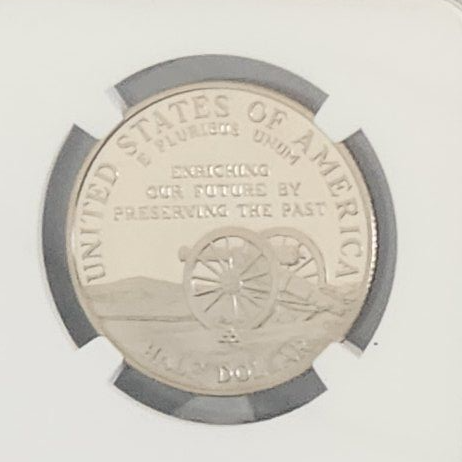 UNITED STATES OF AMERICA
E PLURIBUS UNUM
ENRICHING
OUR FUTURE BY
PRESERVING THE PAST
HALF DOLLAR